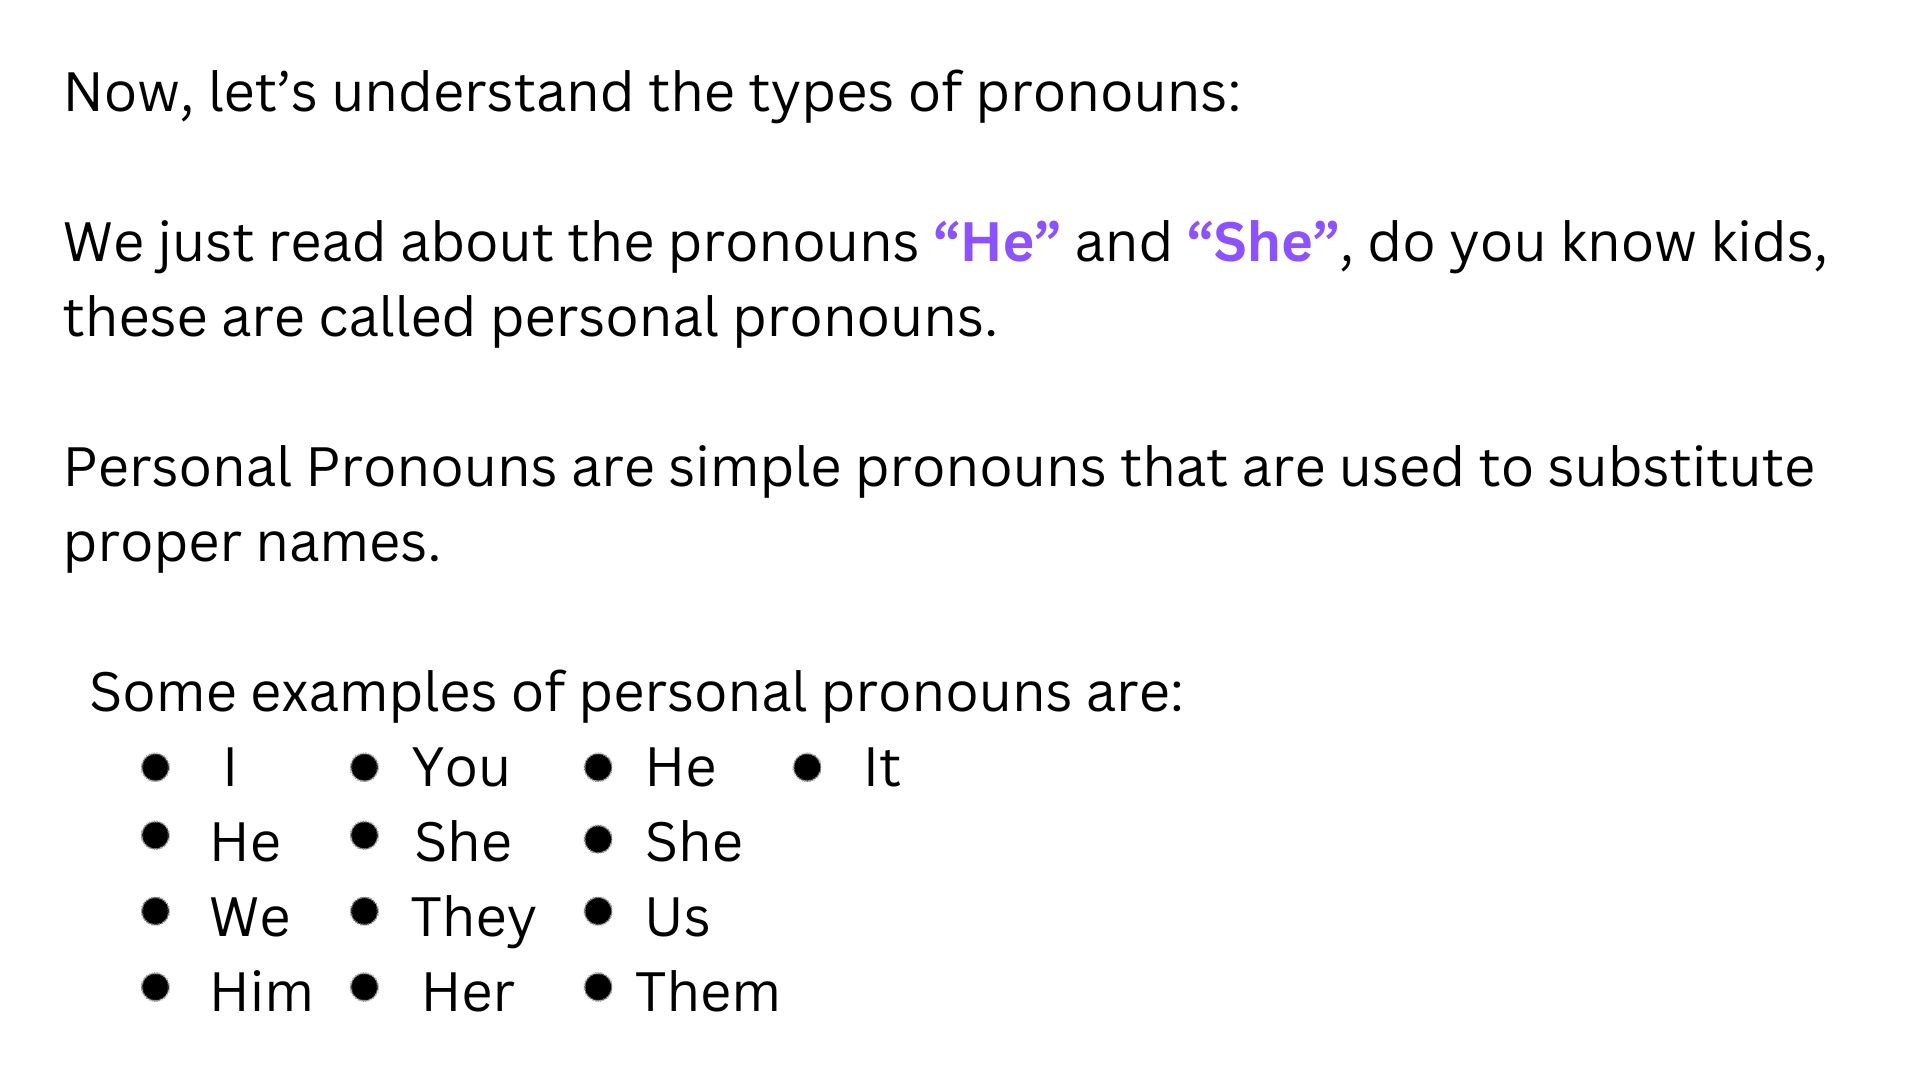 Now, let’s understand the types of pronouns:
We just read about the pronouns “He” and “She”, do you know kids,
these are called personal pronouns.
Personal Pronouns are simple pronouns that are used to substitute
proper names.
Some examples of personal pronouns are:
● I ● You ● He ● It
● He ● She ● She
● We ● They ● Us
● Him ● Her ● Them